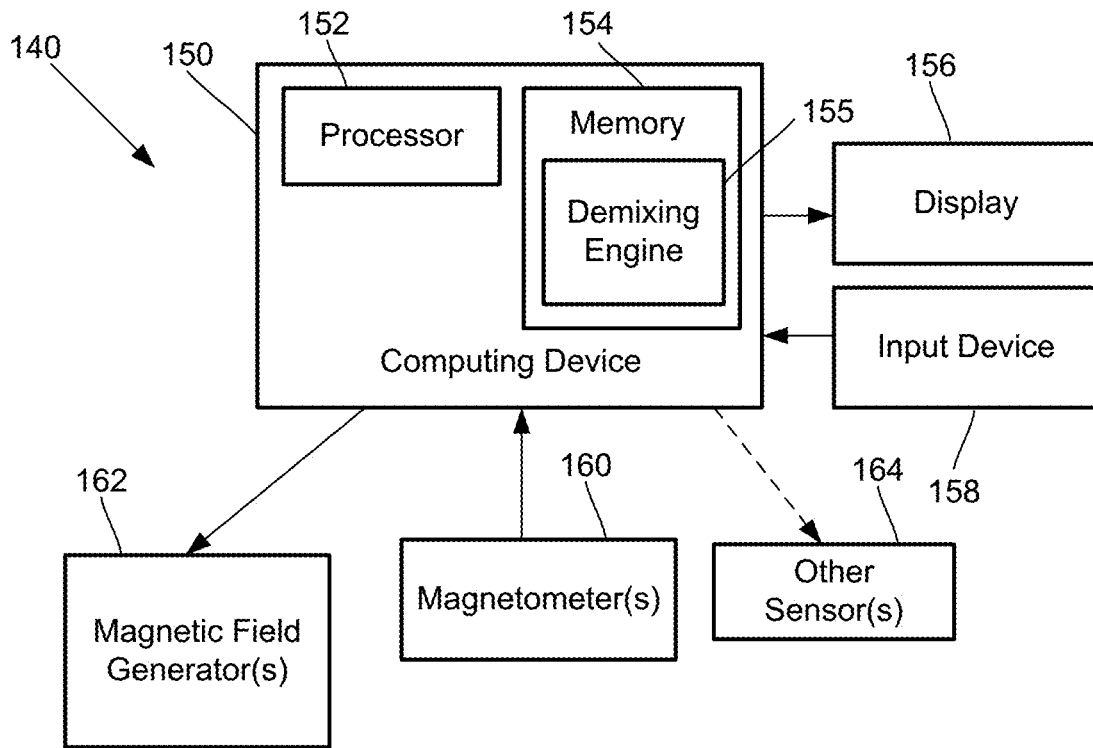 152
154
140
150
156
Processor
Memory
155
Demixing
Engine
Display
Computing Device
Input Device
162
160
164
158
Magnetic Field
Generator(s)
Magnetometer(s)
Other
Sensor(s)